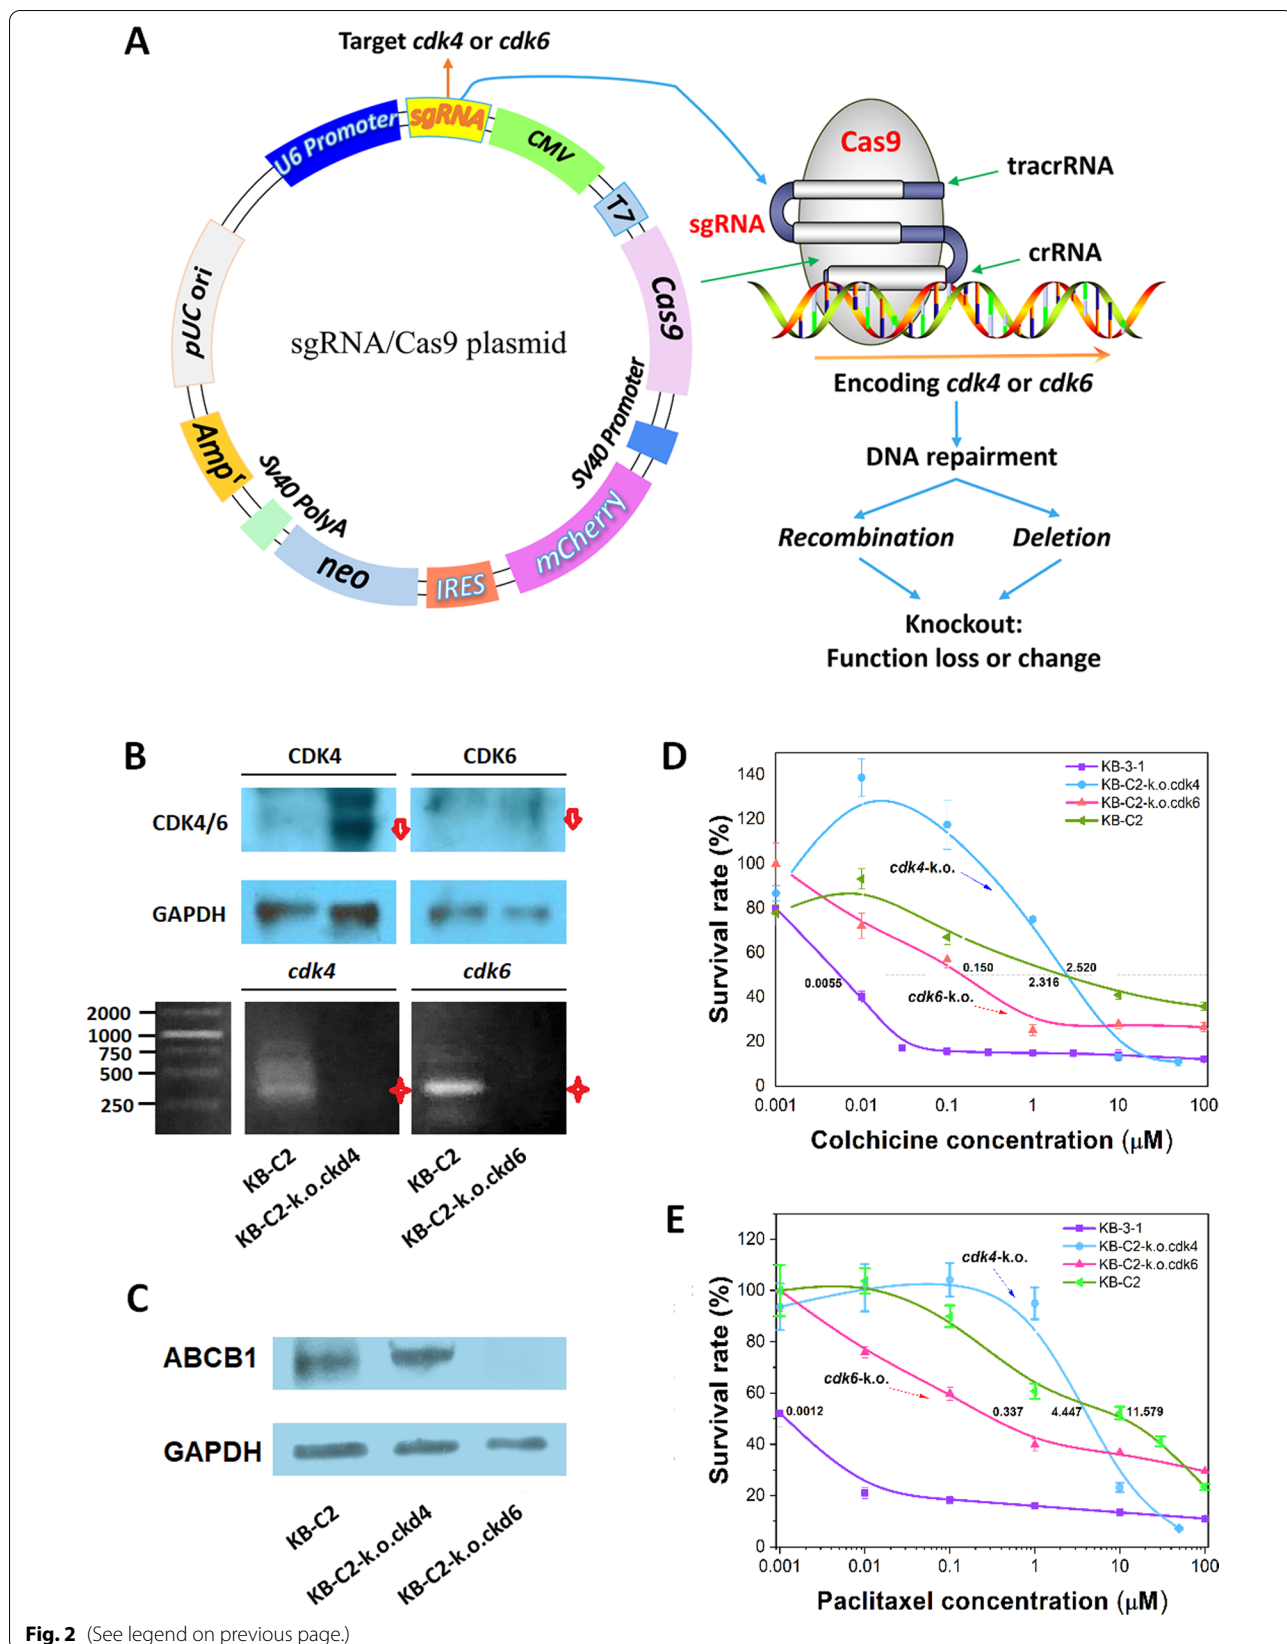 A
Target cdk4 or cdk6
U6 Promoter
sgRNA
CMV
T7
Cas9
SV40 Promoter
mCherry
IRES
neo
SV40 PolyA
Amp r
pUC ori
sgRNA/Cas9 plasmid
Cas9
tracrRNA
sgRNA
crRNA
Encoding cdk4 or cdk6
DNA repairment
Recombination
Deletion
Knockout:
Function loss or change
B
CDK4
CDK6
CDK4/6
GAPDH
cdk4
cdk6
2000
1000
750
500
250
KB-C2
KB-C2-k.o.ckd4
KB-C2
KB-C2-k.o.ckd6
C
ABCB1
GAPDH
KB-C2
KB-C2-k.o.ckd4
KB-C2-k.o.ckd6
D
Survival rate (%)
140
120
100
80
60
40
20
0
KB-3-1
KB-C2-k.o.cdk4
KB-C2-k.o.cdk6
KB-C2
cdk4-k.o.
cdk6-k.o.
0.0055
0.150
2.316
2.520
0.001
0.01
0.1
1
10
100
Colchicine concentration (μM)
E
Survival rate (%)
120
100
80
60
40
20
0
KB-3-1
KB-C2-k.o.cdk4
KB-C2-k.o.cdk6
KB-C2
cdk4-k.o.
cdk6-k.o.
0.0012
0.337
4.447
11.579
0.001
0.01
0.1
1
10
100
Paclitaxel concentration (μM)
Fig. 2 (See legend on previous page.)